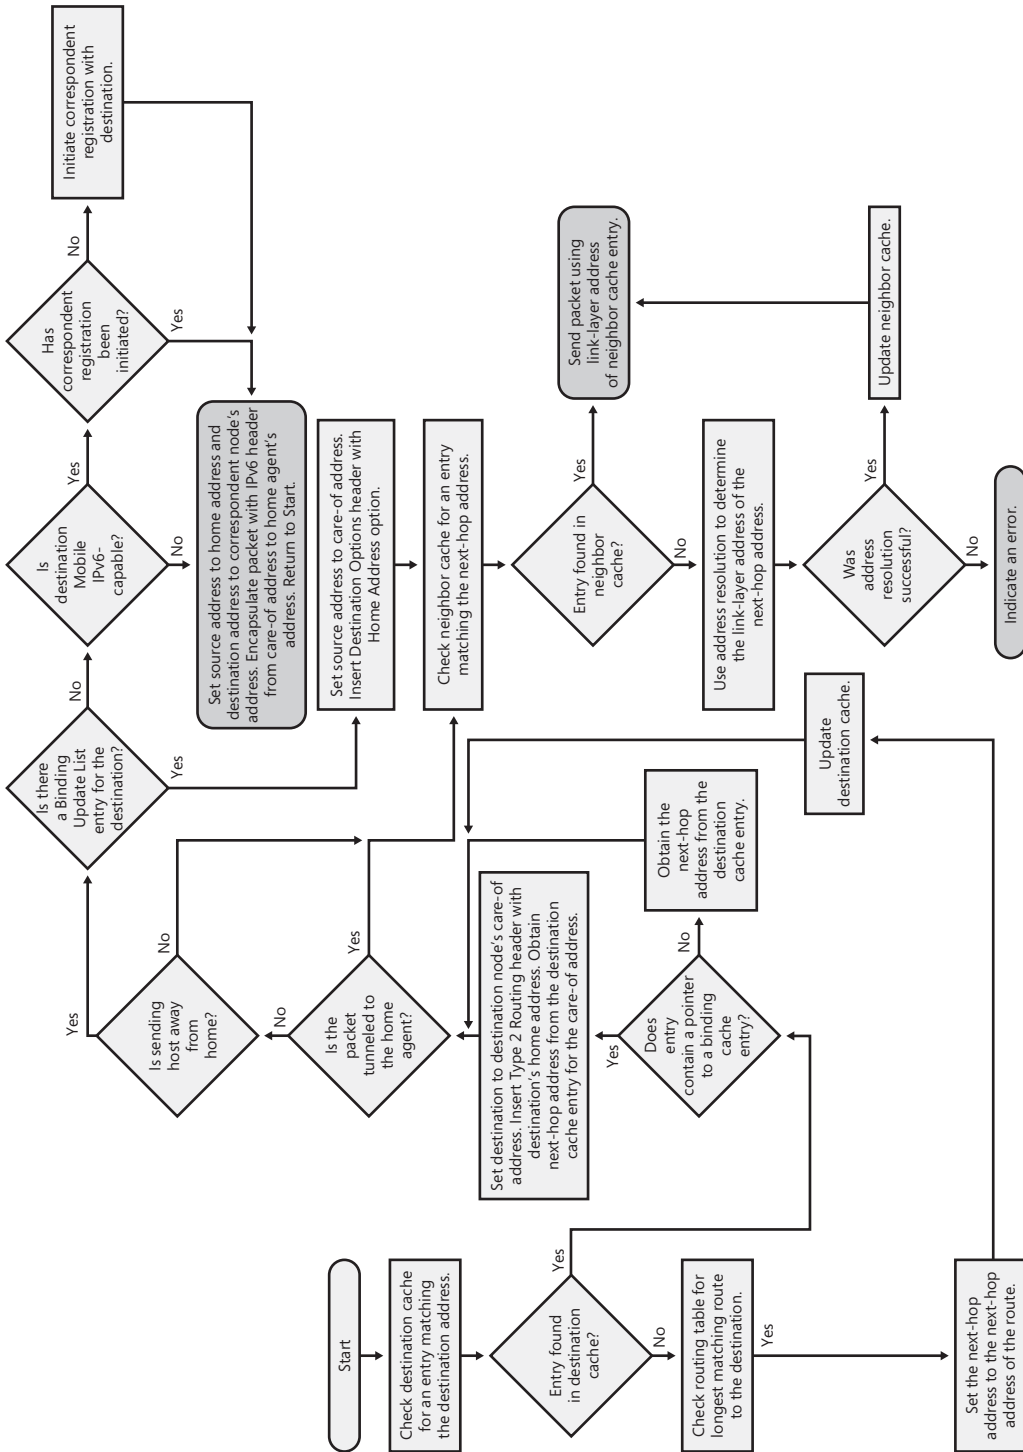 Start
Check destination cache
for an entry matching
the destination address.
Entry found
in destination
cache?
Yes
No
Check routing table for
longest matching route
to the destination.
Yes
Set the next-hop
address to the next-hop
address of the route.
Update
destination cache.
Does
entry
contain a pointer
to a binding
cache
entry?
Yes
No
Obtain the
next-hop
address from the
destination
cache entry.
Set destination to destination node's care-of
address. Insert Type 2 Routing header with
destination's home address. Obtain
next-hop address from the destination
cache entry for the care-of address.
Is the
packet
tunneled to
the home
agent?
Yes
No
Is sending
host away
from
home?
Yes
No
Is there
a Binding
Update List
entry for the
destination?
No
Yes
Is
destination
Mobile
IPv6-
capable?
Yes
No
Has
correspondent
registration
been
initiated?
No
Yes
Initiate correspondent
registration with
destination.
Set source address to home address and
destination address to correspondent node's
address. Encapsulate packet with IPv6 header
from care-of address to home agent's
address. Return to Start.
Set source address to care-of address.
Insert Destination Options header with
Home Address option.
Check neighbor cache for an entry
matching the next-hop address.
Entry found in
neighbor
cache?
Yes
No
Send packet using
link-layer address
of neighbor cache entry.
Use address resolution to determine
the link-layer address of the
next-hop address.
Was
address
resolution
successful?
Yes
No
Update neighbor cache.
Indicate an error.